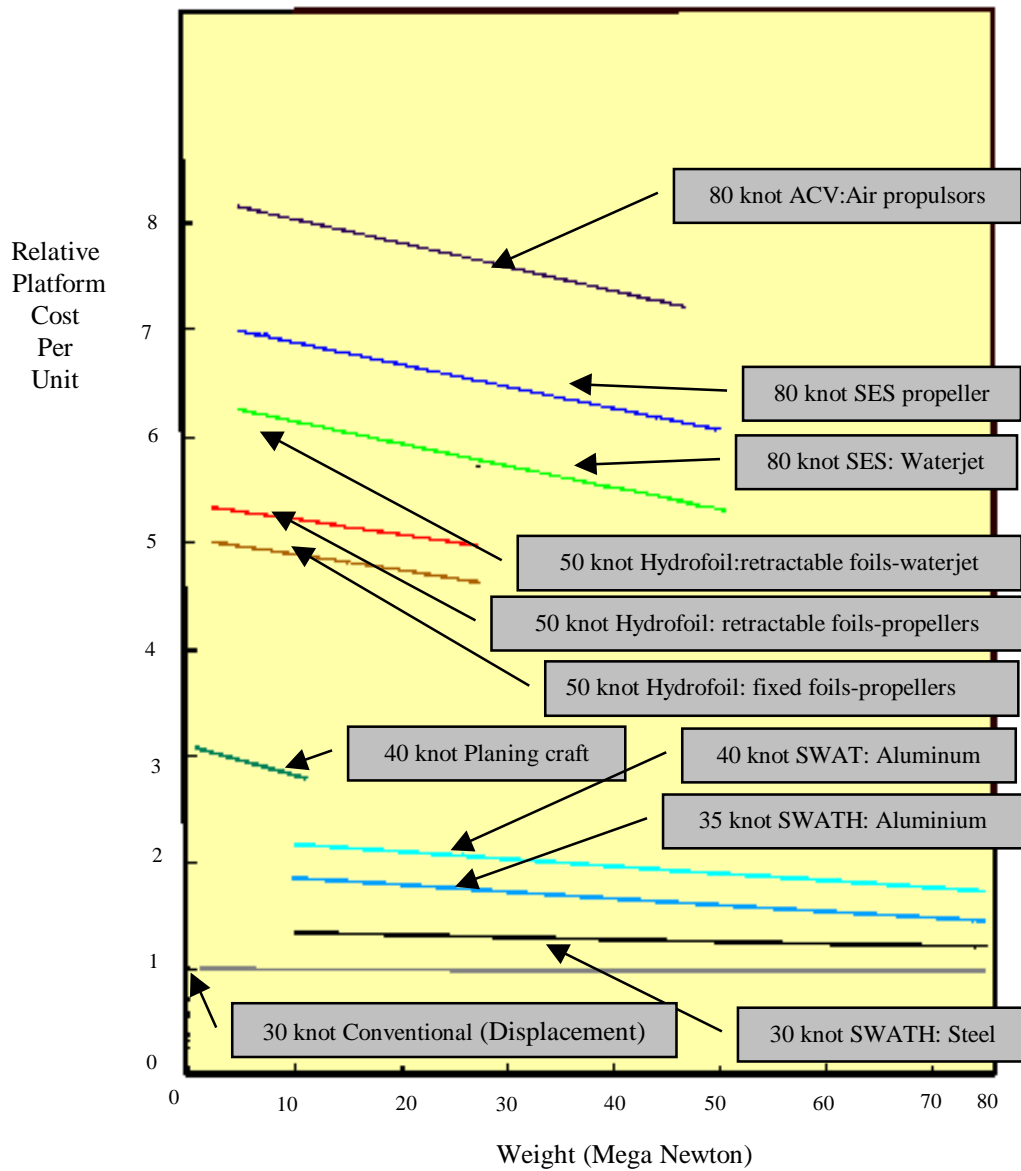 8
7
6
5
4
3
2
1
0
Relative
Platform
Cost
Per
Unit
80 knot ACV:Air propulsors
80 knot SES propeller
80 knot SES: Waterjet
50 knot Hydrofoil:retractable foils-waterjet
50 knot Hydrofoil: retractable foils-propellers
50 knot Hydrofoil: fixed foils-propellers
40 knot Planing craft
40 knot SWAT: Aluminum
35 knot SWATH: Aluminium
30 knot Conventional (Displacement)
30 knot SWATH: Steel
0 10 20 30 40 50 60 70 80
Weight (Mega Newton)